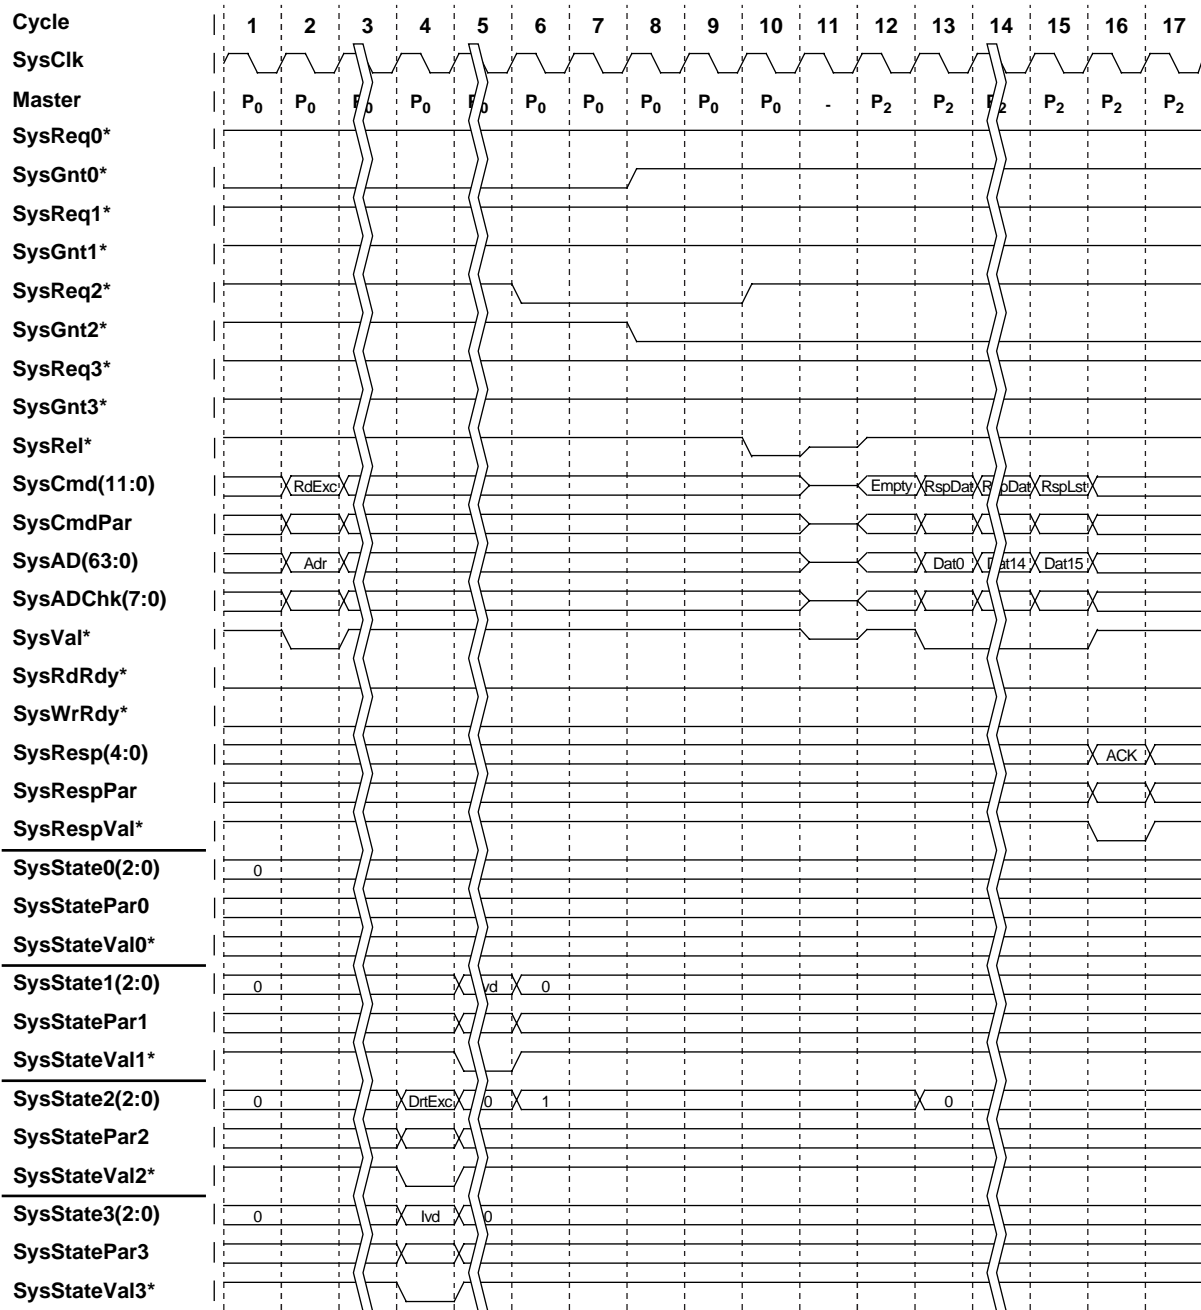 Cycle 1 2 3 4 5 6 7 8 9 10 11 12 13 14 15 16 17
SysClk
Master P0 P0 P0 P0 P0 P0 P0 P0 P0 P0 - P2 P2 P2 P2 P2 P2
SysReq0*
SysGnt0*
SysReq1*
SysGnt1*
SysReq2*
SysGnt2*
SysReq3*
SysGnt3*
SysRel*
SysCmd(11:0) RdExc Empty RspDat RspDat RspLst
SysCmdPar
SysAD(63:0) Adr Dat0 Dat14 Dat15
SysADChk(7:0)
SysVal*
SysRdRdy*
SysWrRdy*
SysResp(4:0) ACK
SysRespPar
SysRespVal*
SysState0(2:0) 0
SysStatePar0
SysStateVal0*
SysState1(2:0) 0 Ivd 0
SysStatePar1
SysStateVal1*
SysState2(2:0) 0 DrtExc 0 1 0
SysStatePar2
SysStateVal2*
SysState3(2:0) 0 Ivd 0
SysStatePar3
SysStateVal3*